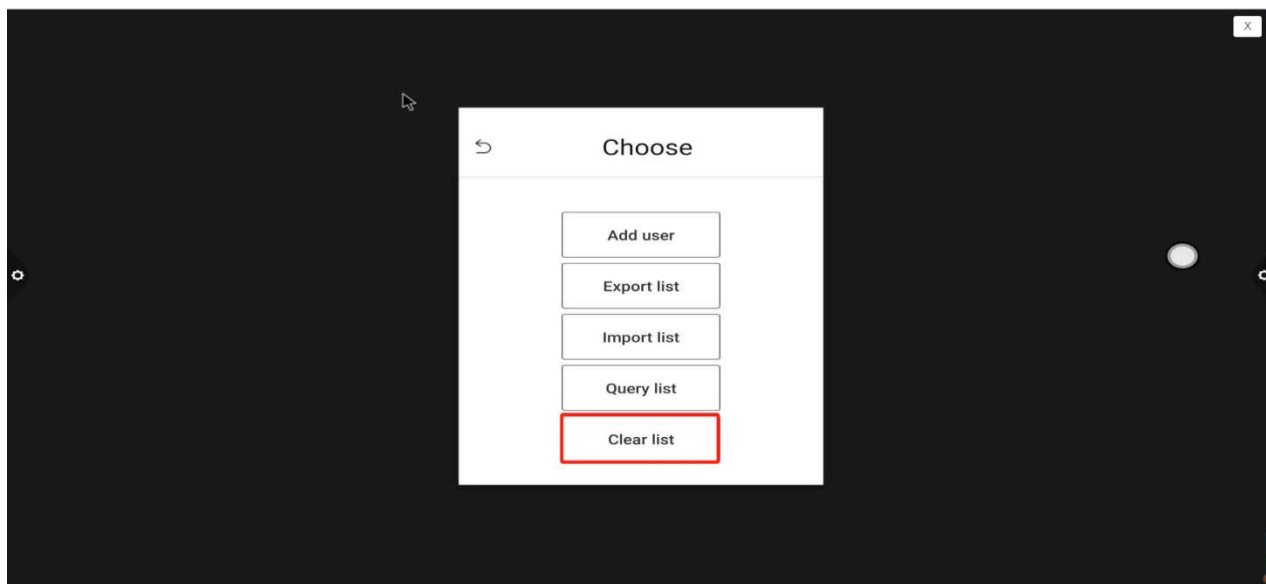 X
Choose
Add user
Export list
Import list
Query list
Clear list